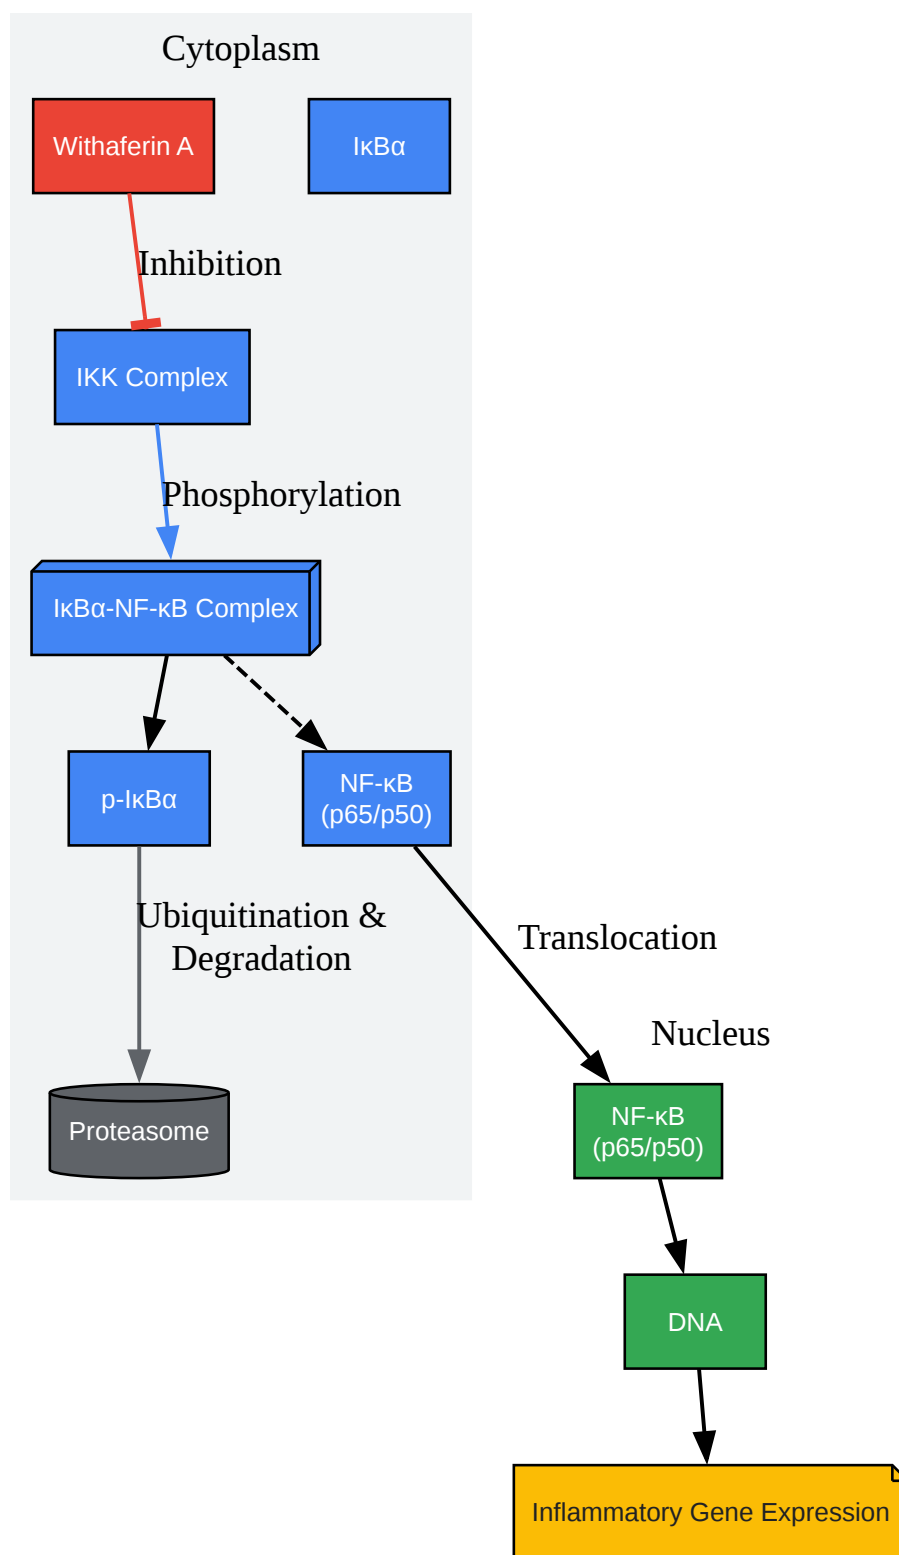 Cytoplasm
Withaferin A
IκBα
Inhibition
IKK Complex
Phosphorylation
IκBα-NF-κB Complex
p-IκBα
NF-κB
(p65/p50)
Ubiquitination &
Degradation
Translocation
Nucleus
Proteasome
NF-κB
(p65/p50)
DNA
Inflammatory Gene Expression